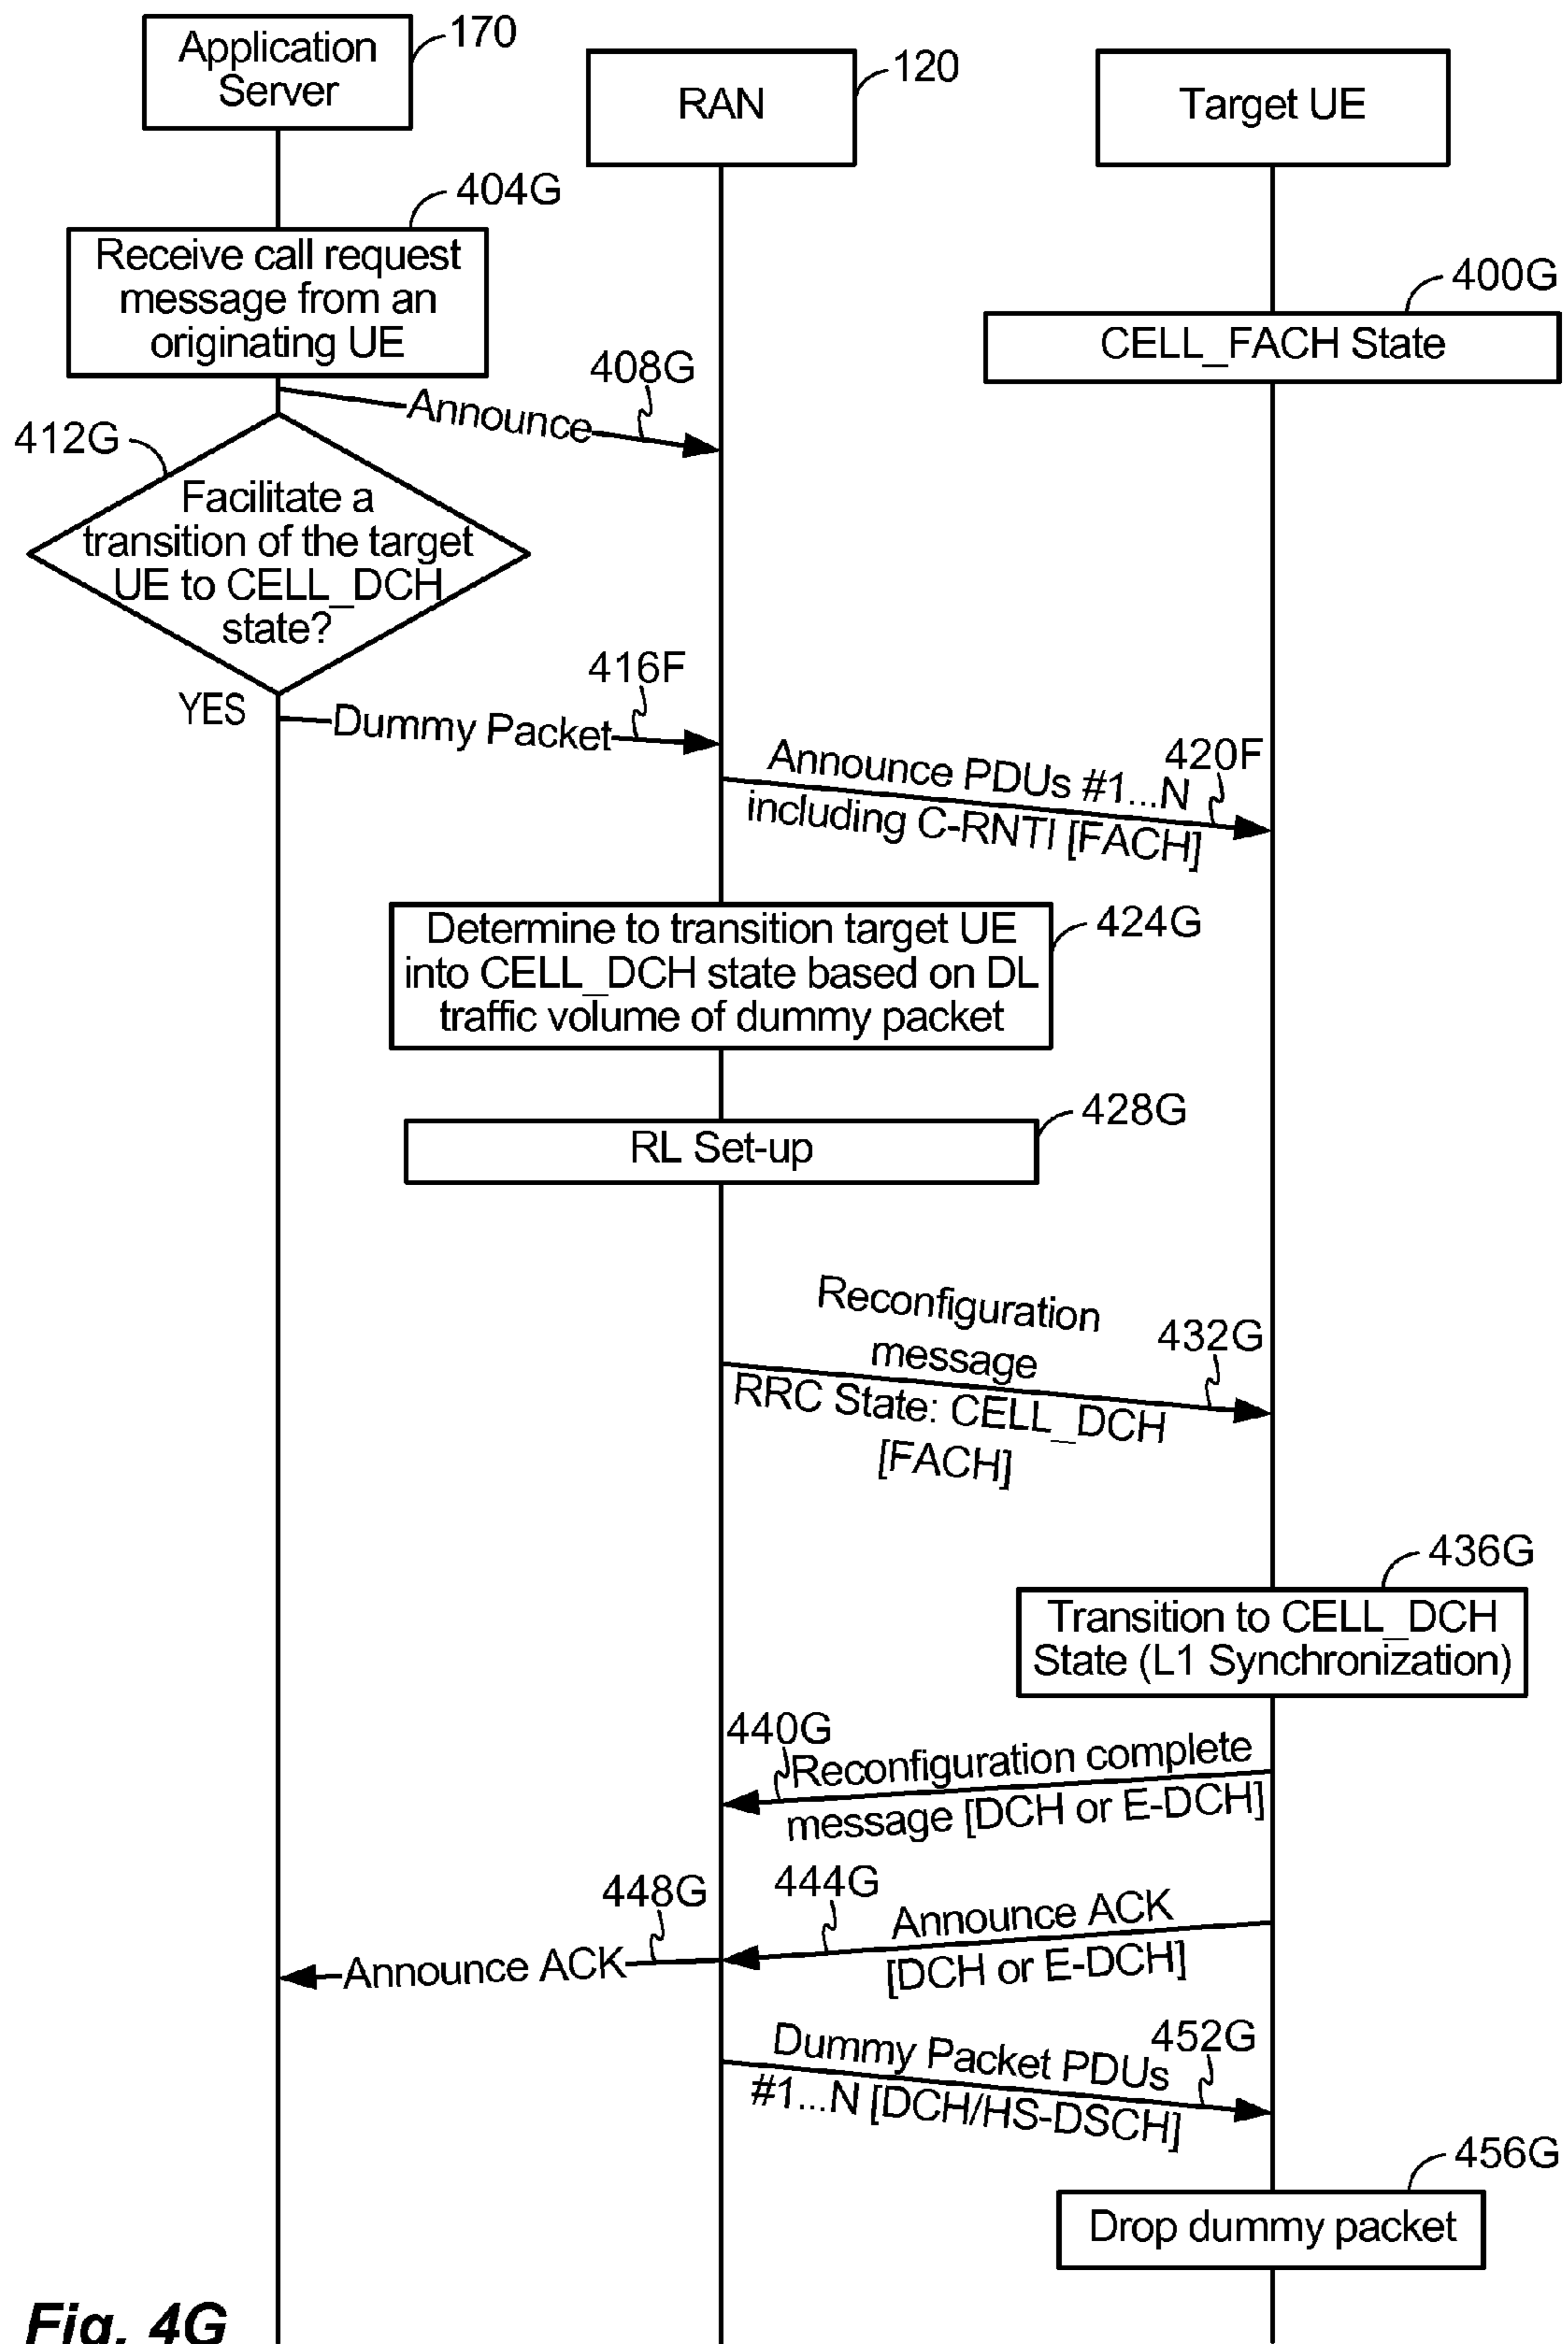 Application
Server
170
RAN
120
Target UE
404G
Receive call request
message from an
originating UE
400G
CELL_FACH State
408G
Announce
412G
Facilitate a
transition of the target
UE to CELL_DCH
state?
YES
416F
Dummy Packet
420F
Announce PDUs #1...N
including C-RNTI [FACH]
424G
Determine to transition target UE
into CELL_DCH state based on DL
traffic volume of dummy packet
428G
RL Set-up
432G
Reconfiguration
message
RRC State: CELL_DCH
[FACH]
436G
Transition to CELL_DCH
State (L1 Synchronization)
440G
Reconfiguration complete
message [DCH or E-DCH]
444G
Announce ACK
[DCH or E-DCH]
448G
Announce ACK
452G
Dummy Packet PDUs
#1...N [DCH/HS-DSCH]
456G
Drop dummy packet
Fig. 4G